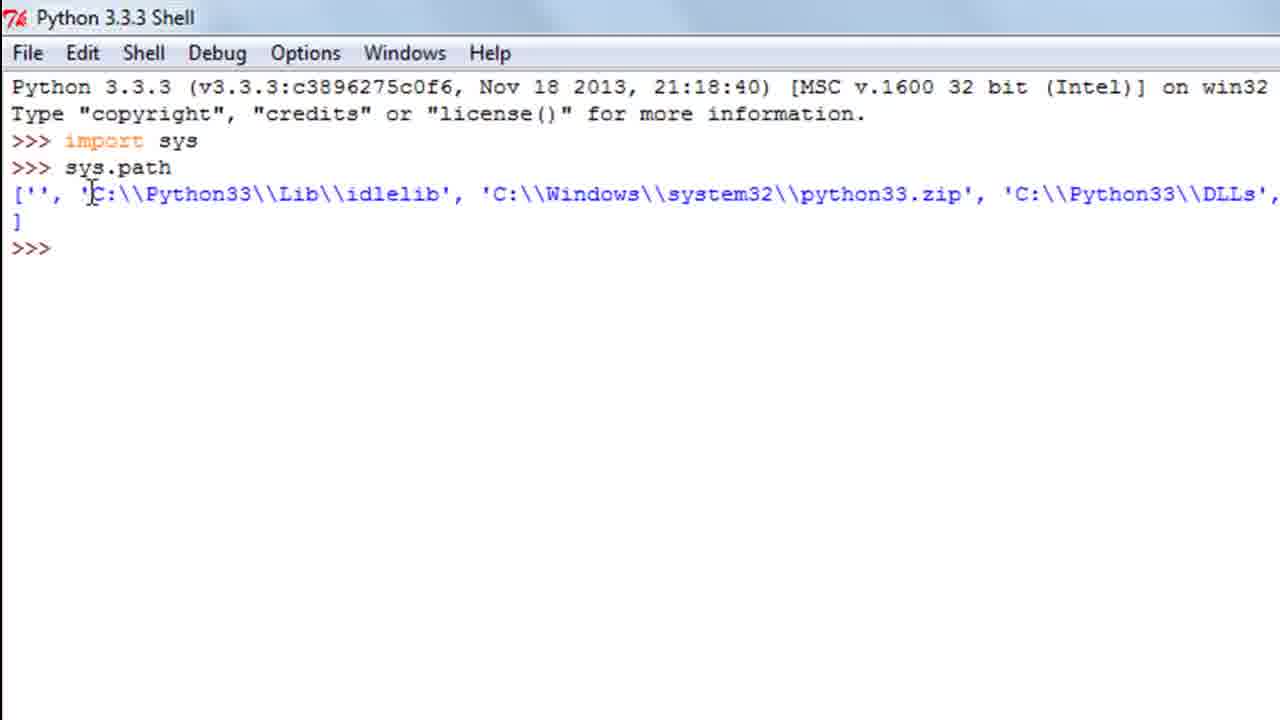 Python 3.3.3 Shell
File Edit Shell Debug Options Windows Help
Python 3.3.3 (v3.3.3:c3896275c0f6, Nov 18 2013, 21:18:40) [MSC v.1600 32 bit (Intel)] on win32
Type "copyright", "credits" or "license()" for more information.
>>> import sys
>>> sys.path
['', 'C:\\Python33\\Lib\\idlelib', 'C:\\Windows\\system32\\python33.zip', 'C:\\Python33\\DLLs',
]
>>>